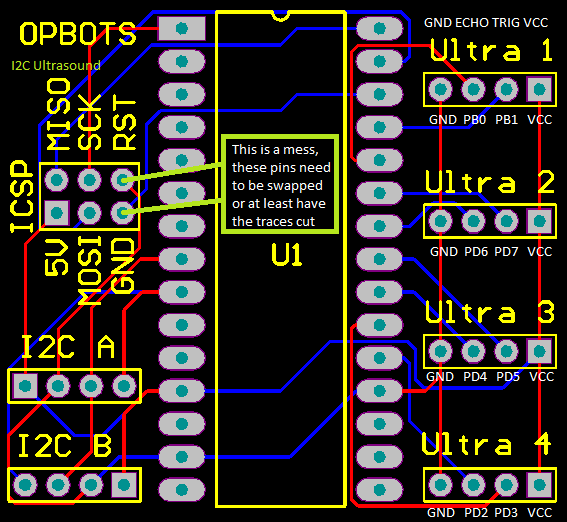 OPBOTS
I2C Ultrasound
GND ECHO TRIG VCC
Ultra 1
GND PB0 PB1 VCC
MISO
SCK
RST
ICSP
5V
MOSI
GND
This is a mess,
these pins need
to be swapped
or at least have
the traces cut
U1
Ultra 2
GND PD6 PD7 VCC
Ultra 3
GND PD4 PD5 VCC
I2C A
I2C B
Ultra 4
GND PD2 PD3 VCC